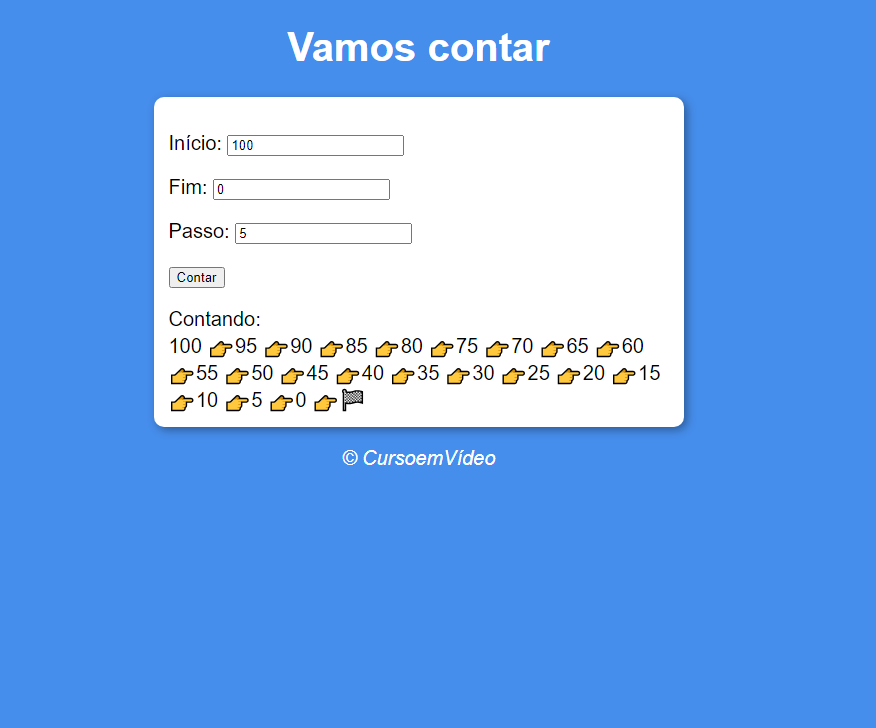 Vamos contar
Início: 100
Fim: 0
Passo: 5
Contar
Contando:
100 👉95 👉90 👉85 👉80 👉75 👉70 👉65 👉60
👉55 👉50 👉45 👉40 👉35 👉30 👉25 👉20 👉15
👉10 👉5 👉0 👉🏁
© CursoemVídeo